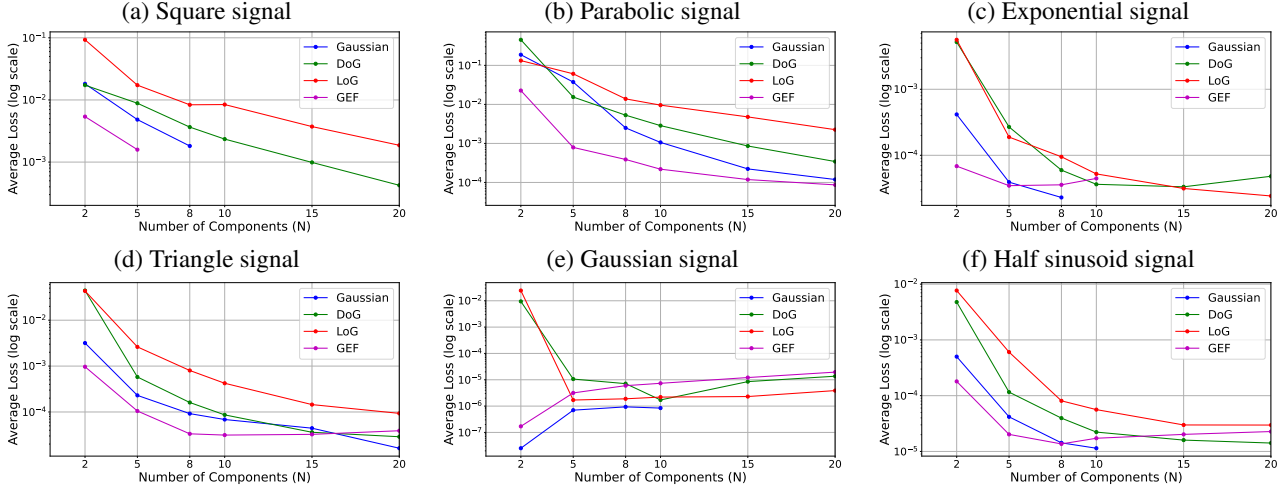 (a) Square signal
10⁻¹
10⁻²
10⁻³
Average Loss (log scale)
Gaussian
DoG
LoG
GEF
2 5 8 10 15 20
Number of Components (N)
(b) Parabolic signal
10⁻¹
10⁻²
10⁻³
10⁻⁴
Average Loss (log scale)
Gaussian
DoG
LoG
GEF
2 5 8 10 15 20
Number of Components (N)
(c) Exponential signal
10⁻³
10⁻⁴
Average Loss (log scale)
Gaussian
DoG
LoG
GEF
2 5 8 10 15 20
Number of Components (N)
(d) Triangle signal
10⁻²
10⁻³
10⁻⁴
Average Loss (log scale)
Gaussian
DoG
LoG
GEF
2 5 8 10 15 20
Number of Components (N)
(e) Gaussian signal
10⁻²
10⁻³
10⁻⁴
10⁻⁵
10⁻⁶
10⁻⁷
Average Loss (log scale)
Gaussian
DoG
LoG
GEF
2 5 8 10 15 20
Number of Components (N)
(f) Half sinusoid signal
10⁻²
10⁻³
10⁻⁴
10⁻⁵
Average Loss (log scale)
Gaussian
DoG
LoG
GEF
2 5 8 10 15 20
Number of Components (N)